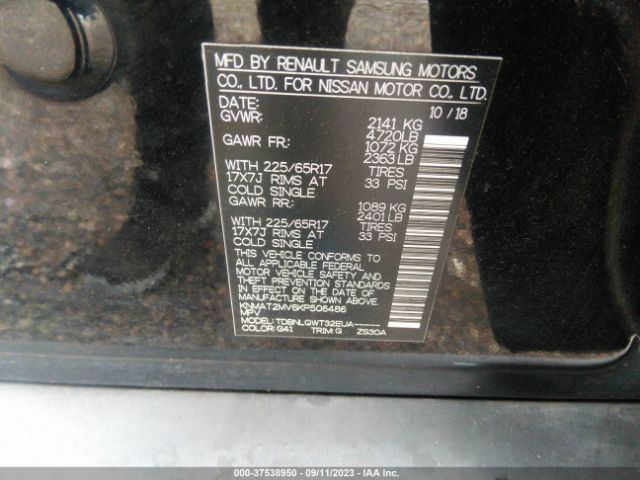 MFD BY RENAULT SAMSUNG MOTORS
CO., LTD. FOR NISSAN MOTOR CO., LTD.
DATE: 10/18
GVWR: 2141 KG
4720LB
GAWR FR: 1072 KG
2363 LB
WITH 225/65R17 TIRES
17X7J RIMS AT 33 PSI
COLD SINGLE
GAWR RR: 1089 KG
2401 LB
WITH 225/65R17 TIRES
17X7J RIMS AT 33 PSI
COLD SINGLE
THIS VEHICLE CONFORMS TO
ALL APPLICABLE FEDERAL
MOTOR VEHICLE SAFETY AND
THEFT PREVENTION STANDARDS
IN EFFECT ON THE DATE OF
MANUFACTURE SHOWN ABOVE.
KNMAT2MV6KP506486
MPV
MODEL: TDBNLGWT32EUA-----
COLOR: G41 TRIM: G ZS30A
000-37538950 - 09/11/2023 - IAA Inc.